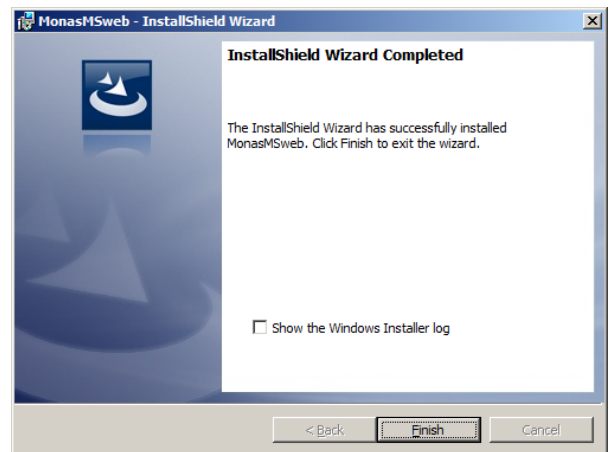 MonasMSweb - InstallShield Wizard
InstallShield Wizard Completed
The InstallShield Wizard has successfully installed
MonasMSweb. Click Finish to exit the wizard.
Show the Windows Installer log
< Back
Finish
Cancel